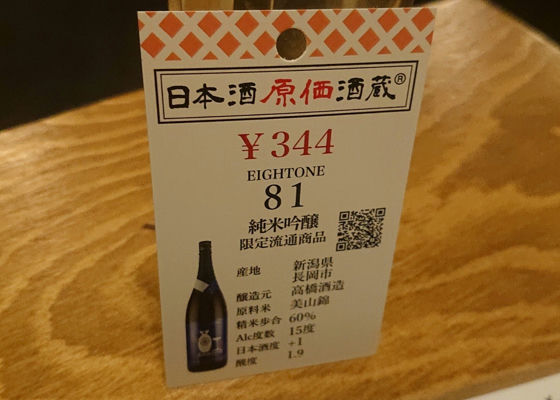 日本酒原価酒蔵®
¥344
EIGHTONE
81
純米吟醸
限定流通商品
産地 新潟県
長岡市
醸造元 高橋酒造
原料米 美山錦
精米歩合 60%
Alc度数 15度
日本酒度 +1
酸度 1.9